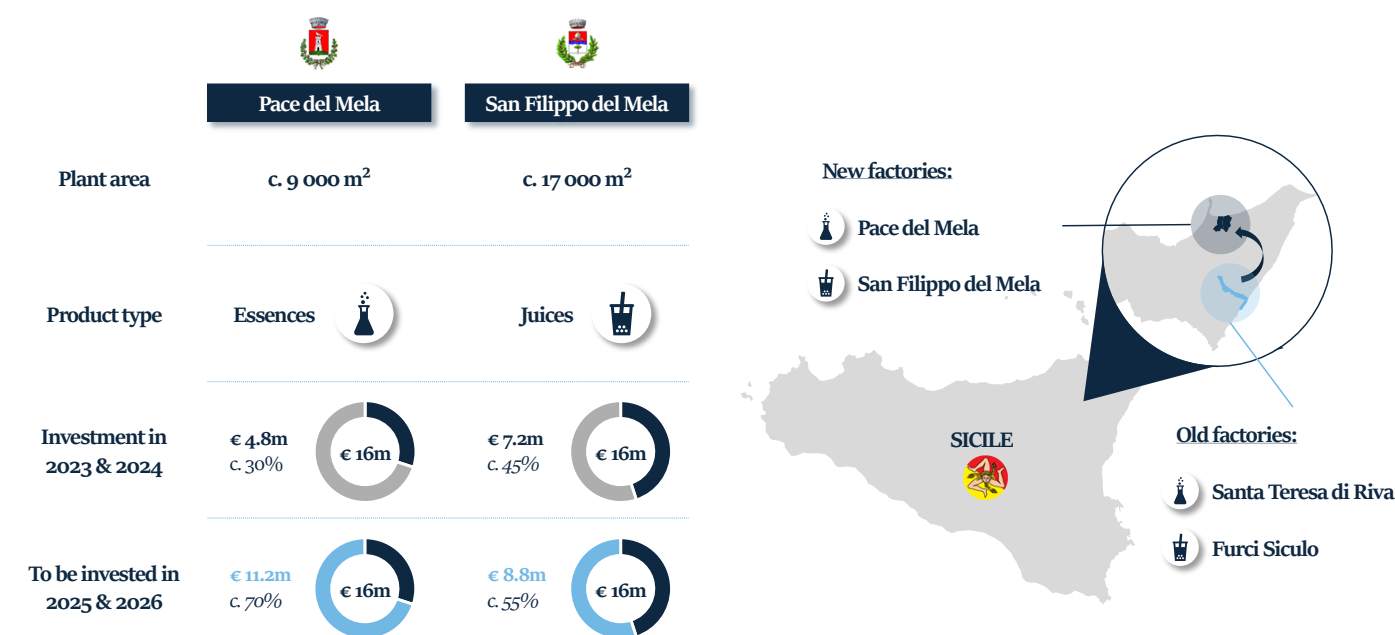 Pace del Mela
San Filippo del Mela
Plant area
c. 9 000 m²
c. 17 000 m²
Product type
Essences
Juices
Investment in
2023 & 2024
€ 4.8m
c. 30%
€ 16m
€ 7.2m
c. 45%
€ 16m
To be invested in
2025 & 2026
€ 11.2m
c. 70%
€ 16m
€ 8.8m
c. 55%
€ 16m
New factories:
Pace del Mela
San Filippo del Mela
SICILE
Old factories:
Santa Teresa di Riva
Furci Siculo